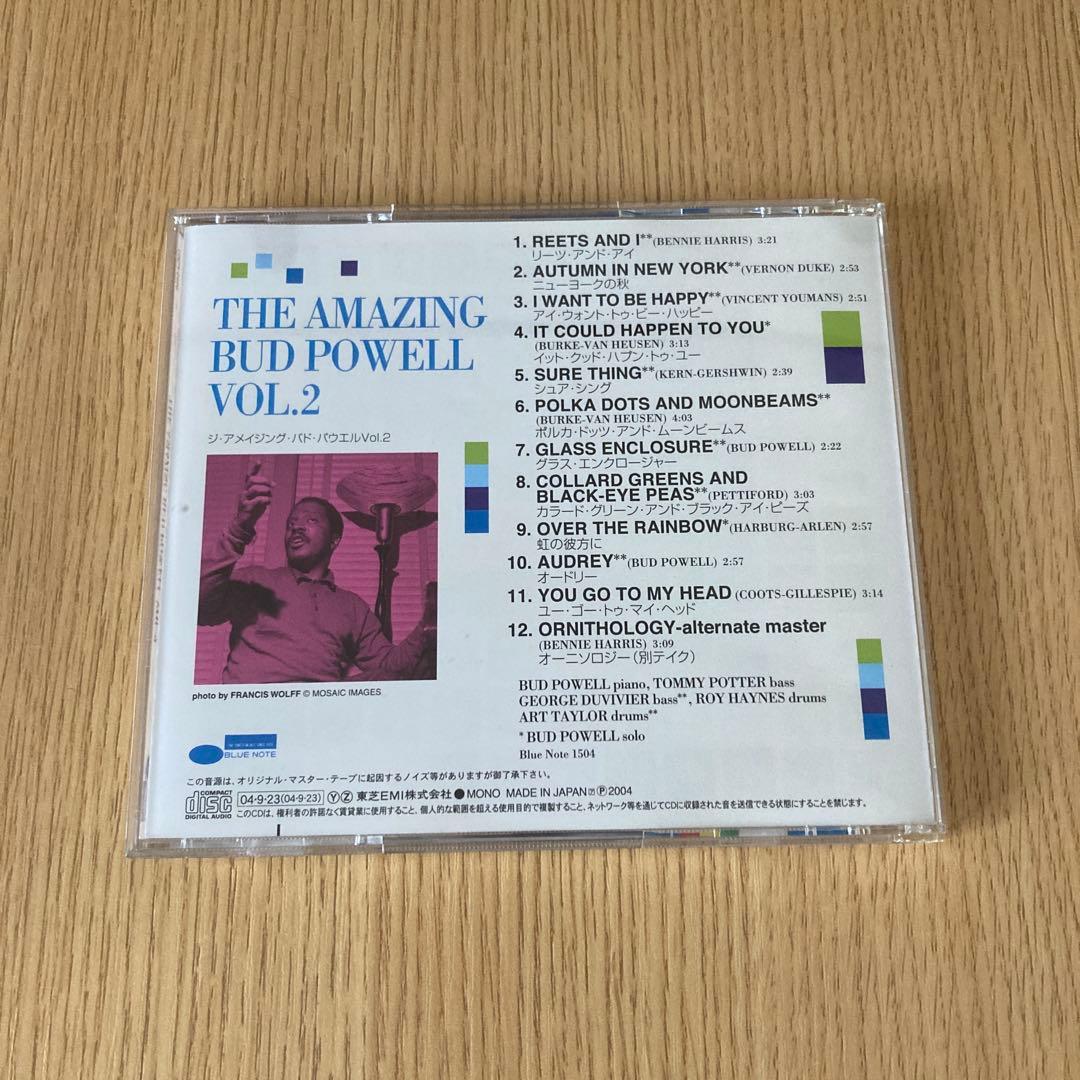 THE AMAZING
BUD POWELL
VOL.2
ジ・アメイジング・バド・パウエルVol.2
photo by FRANCIS WOLFF © MOSAIC IMAGES
1. REETS AND I**(BENNIE HARRIS) 3:21
リーツ・アンド・アイ
2. AUTUMN IN NEW YORK**(VERNON DUKE) 2:53
ニューヨークの秋
3. I WANT TO BE HAPPY**(VINCENT YOUMANS) 2:51
アイ・ウォント・トゥ・ビー・ハッピー
4. IT COULD HAPPEN TO YOU*
(BURKE-VAN HEUSEN) 3:13
イット・クッド・ハプン・トゥ・ユー
5. SURE THING**(KERN-GERSHWIN) 2:39
シュア・シング
6. POLKA DOTS AND MOONBEAMS**
(BURKE-VAN HEUSEN) 4:03
ポルカ・ドッツ・アンド・ムーンビームス
7. GLASS ENCLOSURE**(BUD POWELL) 2:22
グラス・エンクロージャー
8. COLLARD GREENS AND
BLACK-EYE PEAS**(PETTIFORD) 3:03
カラード・グリーン・アンド・ブラック・アイ・ピーズ
9. OVER THE RAINBOW*(HARBURG-ARLEN) 2:57
虹の彼方に
10. AUDREY**(BUD POWELL) 2:57
オードリー
11. YOU GO TO MY HEAD (COOTS-GILLESPIE) 3:14
ユー・ゴー・トゥ・マイ・ヘッド
12. ORNITHOLOGY-alternate master
(BENNIE HARRIS) 3:09
オーニソロジー(別テイク)
BUD POWELL piano, TOMMY POTTER bass
GEORGE DUVIVIER bass**, ROY HAYNES drums
ART TAYLOR drums**
*BUD POWELL solo
Blue Note 1504
BLUE NOTE
この音源は、オリジナル・マスター・テープに起因するノイズ等がありますが御了承下さい。
COMPACT disc DIGITAL AUDIO
04・9・23(04・9・23) Ⓨ Ⓩ 東芝EMI株式会社 ● MONO MADE IN JAPAN Ⓟ2004
このCDは、権利者の許諾なく賃貸業に使用すること、個人的な範囲を超える使用目的で複製すること、ネットワーク等を通じてCDに収録された音を送信できる状態にすることを禁じます。